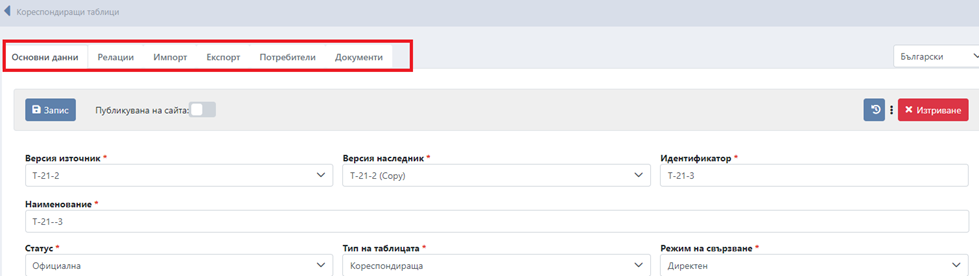 Кореспондиращи таблици
Основни данни Релации Импорт Експорт Потребители Документи
Български
Запис Публикувана на сайта: Изтриване
Версия източник * Версия наследник * Идентификатор *
T-21-2 T-21-2 (Copy) T-21-3
Наименование *
T-21--3
Статус * Тип на таблицата * Режим на свързване *
Официална Кореспондираща Директен